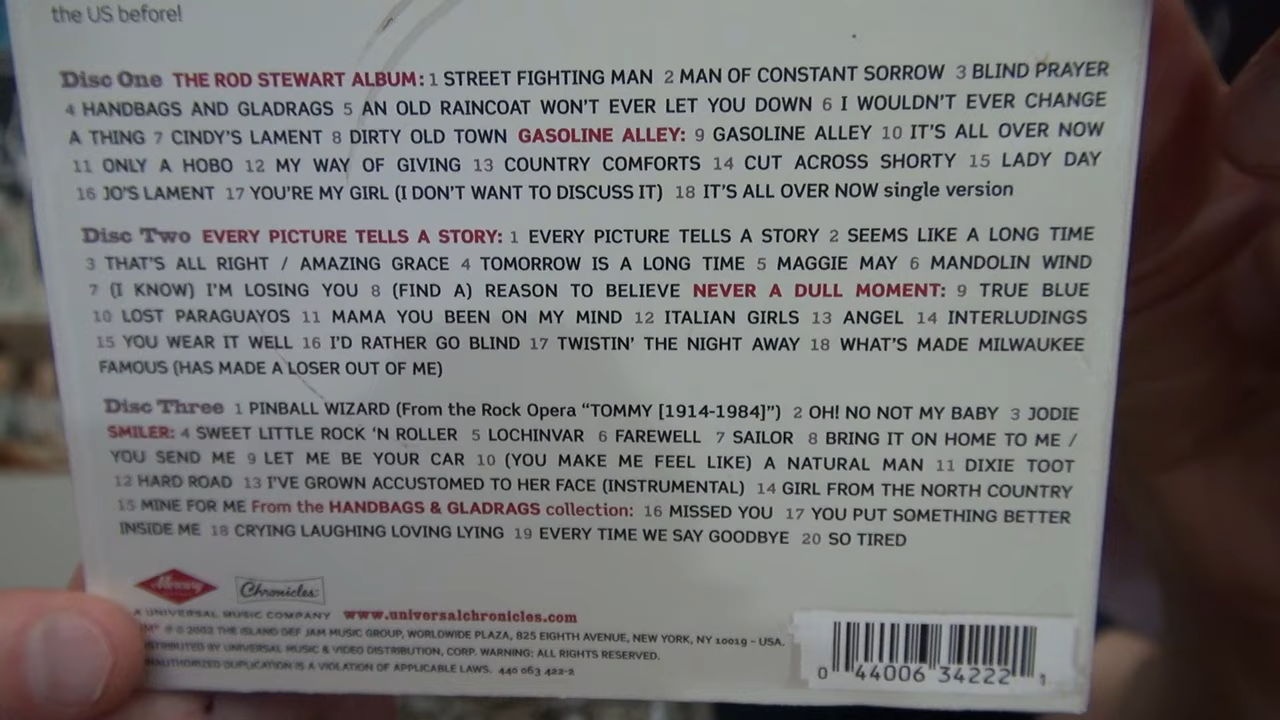 the US before!
Disc One THE ROD STEWART ALBUM: 1 STREET FIGHTING MAN 2 MAN OF CONSTANT SORROW 3 BLIND PRAYER
4 HANDBAGS AND GLADRAGS 5 AN OLD RAINCOAT WON'T EVER LET YOU DOWN 6 I WOULDN'T EVER CHANGE
A THING 7 CINDY'S LAMENT 8 DIRTY OLD TOWN GASOLINE ALLEY: 9 GASOLINE ALLEY 10 IT'S ALL OVER NOW
11 ONLY A HOBO 12 MY WAY OF GIVING 13 COUNTRY COMFORTS 14 CUT ACROSS SHORTY 15 LADY DAY
16 JO'S LAMENT 17 YOU'RE MY GIRL (I DON'T WANT TO DISCUSS IT) 18 IT'S ALL OVER NOW single version
Disc Two EVERY PICTURE TELLS A STORY: 1 EVERY PICTURE TELLS A STORY 2 SEEMS LIKE A LONG TIME
3 THAT'S ALL RIGHT / AMAZING GRACE 4 TOMORROW IS A LONG TIME 5 MAGGIE MAY 6 MANDOLIN WIND
7 (I KNOW) I'M LOSING YOU 8 (FIND A) REASON TO BELIEVE NEVER A DULL MOMENT: 9 TRUE BLUE
10 LOST PARAGUAYOS 11 MAMA YOU BEEN ON MY MIND 12 ITALIAN GIRLS 13 ANGEL 14 INTERLUDINGS
15 YOU WEAR IT WELL 16 I'D RATHER GO BLIND 17 TWISTIN' THE NIGHT AWAY 18 WHAT'S MADE MILWAUKEE
FAMOUS (HAS MADE A LOSER OUT OF ME)
Disc Three 1 PINBALL WIZARD (From the Rock Opera "TOMMY [1914-1984]") 2 OH! NO NOT MY BABY 3 JODIE
SMILER: 4 SWEET LITTLE ROCK 'N ROLLER 5 LOCHINVAR 6 FAREWELL 7 SAILOR 8 BRING IT ON HOME TO ME /
YOU SEND ME 9 LET ME BE YOUR CAR 10 (YOU MAKE ME FEEL LIKE) A NATURAL MAN 11 DIXIE TOOT
12 HARD ROAD 13 I'VE GROWN ACCUSTOMED TO HER FACE (INSTRUMENTAL) 14 GIRL FROM THE NORTH COUNTRY
15 MINE FOR ME From the HANDBAGS & GLADRAGS collection: 16 MISSED YOU 17 YOU PUT SOMETHING BETTER
INSIDE ME 18 CRYING LAUGHING LOVING LYING 19 EVERY TIME WE SAY GOODBYE 20 SO TIRED
Mercury Chronicles
A UNIVERSAL MUSIC COMPANY www.universalchronicles.com
℗ © 2002 THE ISLAND DEF JAM MUSIC GROUP, WORLDWIDE PLAZA, 825 EIGHTH AVENUE, NEW YORK, NY 10019 - USA.
BY UNIVERSAL MUSIC & VIDEO DISTRIBUTION, CORP. WARNING: ALL RIGHTS RESERVED.
DUPLICATION IS A VIOLATION OF APPLICABLE LAWS. 440 063 422-2
0 44006 34222 1